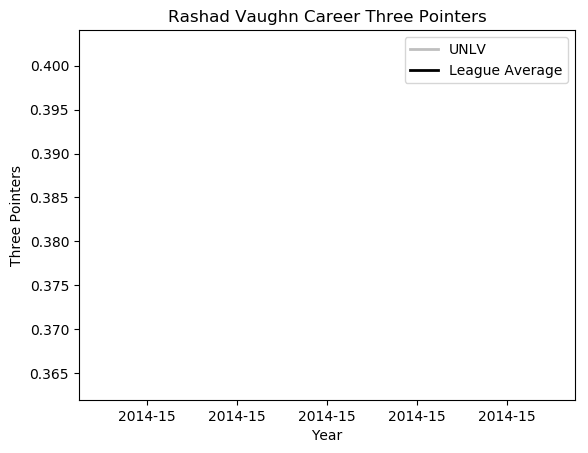 Rashad Vaughn Career Three Pointers
UNLV
League Average
0.400
0.395
0.390
0.385
0.380
0.375
0.370
0.365
Three Pointers
2014-15 2014-15 2014-15 2014-15 2014-15
Year